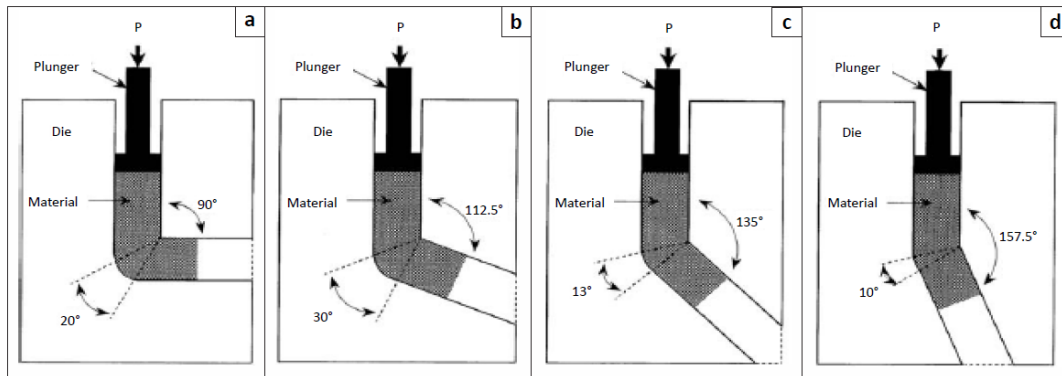 a
P
Plunger
Die
Material
90°
20°
b
P
Plunger
Die
Material
112.5°
30°
c
P
Plunger
Die
Material
135°
13°
d
P
Plunger
Die
Material
157.5°
10°